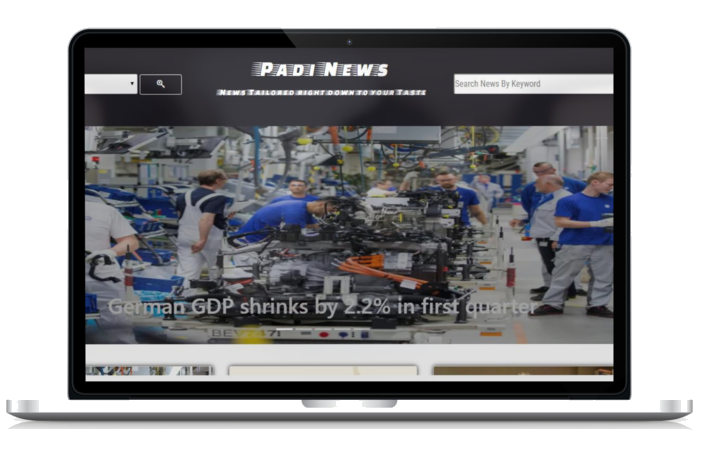 PADI NEWS
NEWS TAILORED RIGHT DOWN TO YOUR TASTE
Search News By Keyword
German GDP shrinks by 2.2% in first quarter